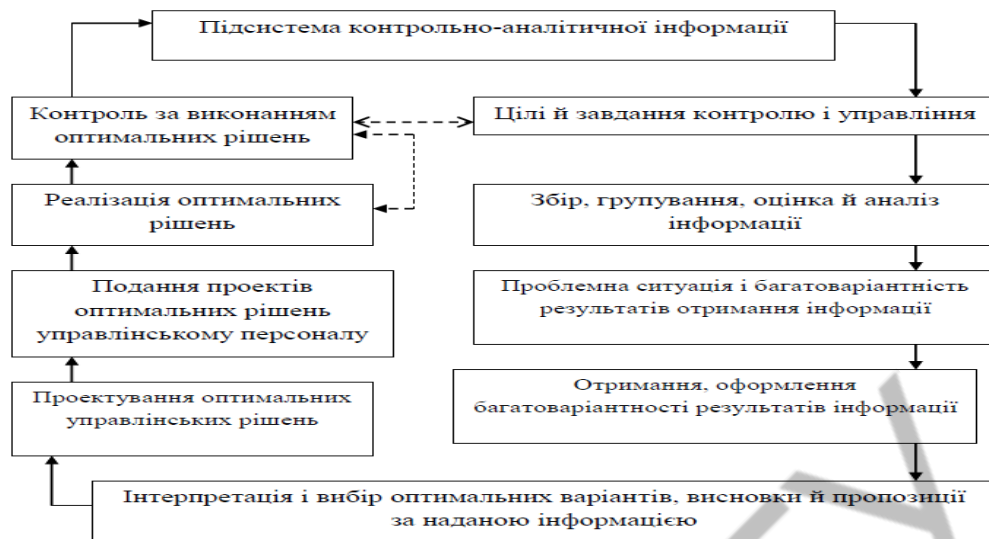 Підсистема контрольно-аналітичної інформації
Контроль за виконанням
оптимальних рішень
Цілі й завдання контролю і управління
Реалізація оптимальних
рішень
Збір, групування, оцінка й аналіз
інформації
Подання проектів
оптимальних рішень
управлінському персоналу
Проблемна ситуація і багатоваріантність
результатів отримання інформації
Проектування оптимальних
управлінських рішень
Отримання, оформлення
багатоваріантності результатів інформації
Інтерпретація і вибір оптимальних варіантів, висновки й пропозиції
за наданою інформацією